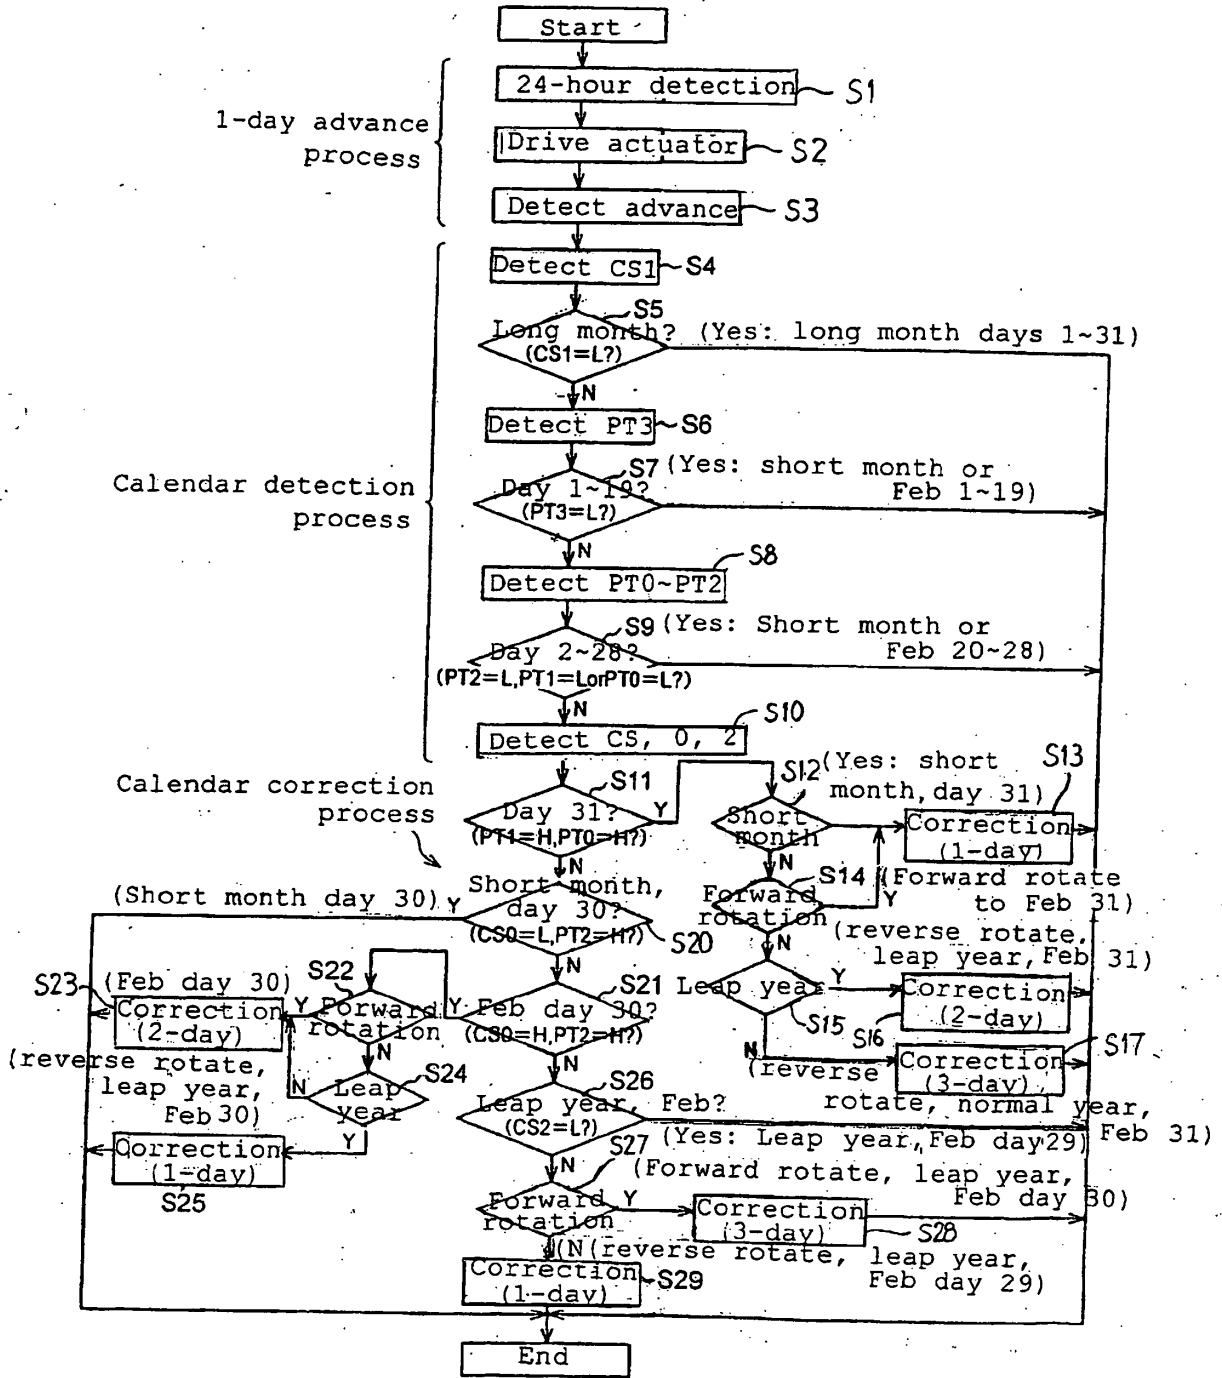 Start
24-hour detection
S1
1-day advance
process
Drive actuator
S2
Detect advance
S3
Detect CS1
S4
S5
Long month?
(CS1=L?)
(Yes: long month days 1~31)
N
Detect PT3
S6
Calendar detection
process
S7
(Yes: short month or
Feb 1~19)
Day 1~19?
(PT3=L?)
N
S8
Detect PT0~PT2
S9
(Yes: Short month or
Feb 20~28)
Day 2~28?
(PT2=L,PT1=LorPT0=L?)
N
S10
Detect CS, 0, 2
Calendar correction
process
S11
Day 31?
(PT1=H,PT0=H?)
Y
N
S12
(Yes: short
month, day 31)
Short
month
N
S13
Correction
(1-day)
S14
Forward
rotation
Y
(Forward rotate
to Feb 31)
N
(reverse rotate,
leap year, Feb 31)
Leap year
Y
S15
Correction
(2-day)
S16
N
(reverse
rotate, normal year,
Feb 31)
Correction
(3-day)
S17
(Short month day 30)
Y
Short month,
day 30?
(CS0=L,PT2=H?)
S20
N
S21
Feb day 30?
(CS0=H,PT2=H?)
Y
N
S22
Forward
rotation
Y
N
S23
(Feb day 30)
Correction
(2-day)
(reverse rotate,
leap year,
Feb 30)
S24
Leap
year
N
Y
Correction
(1-day)
S25
S26
Leap year, Feb?
(CS2=L?)
(Yes: Leap year, Feb day 29)
N
S27
(Forward rotate, leap year,
Feb day 30)
Forward
rotation
Y
Correction
(3-day)
S28
(N(reverse rotate, leap year,
Feb day 29)
Correction
(1-day)
S29
End